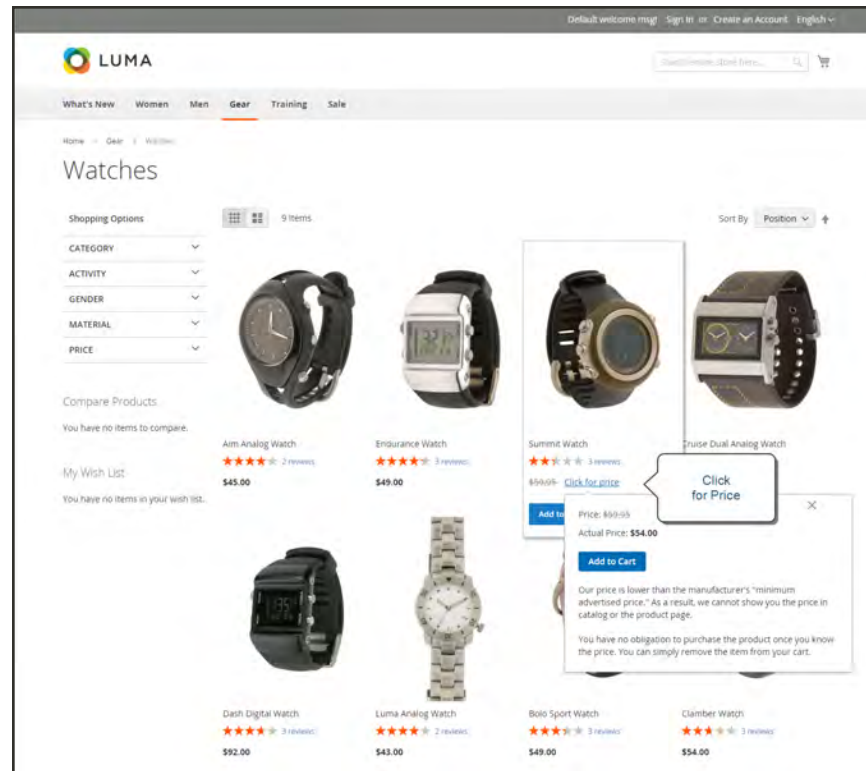 Default welcome msg! Sign In or Create an Account English
LUMA
Search entire store here...
What's New Women Men Gear Training Sale
Home > Gear > Watches
Watches
Shopping Options
9 Items
Sort By Position
CATEGORY
ACTIVITY
GENDER
MATERIAL
PRICE
Compare Products
You have no items to compare.
My Wish List
You have no items in your wish list.
Aim Analog Watch
2 reviews
$45.00
Endurance Watch
3 reviews
$49.00
Summit Watch
3 reviews
$59.95 Click for price
Add to
Cruise Dual Analog Watch
Click
for Price
Price: $59.95
Actual Price: $54.00
Add to Cart
Our price is lower than the manufacturer's "minimum
advertised price." As a result, we cannot show you the price in
catalog or the product page.
You have no obligation to purchase the product once you know
the price. You can simply remove the item from your cart.
Dash Digital Watch
3 reviews
$92.00
Luma Analog Watch
2 reviews
$43.00
Bolo Sport Watch
3 reviews
$49.00
Clamber Watch
3 reviews
$54.00